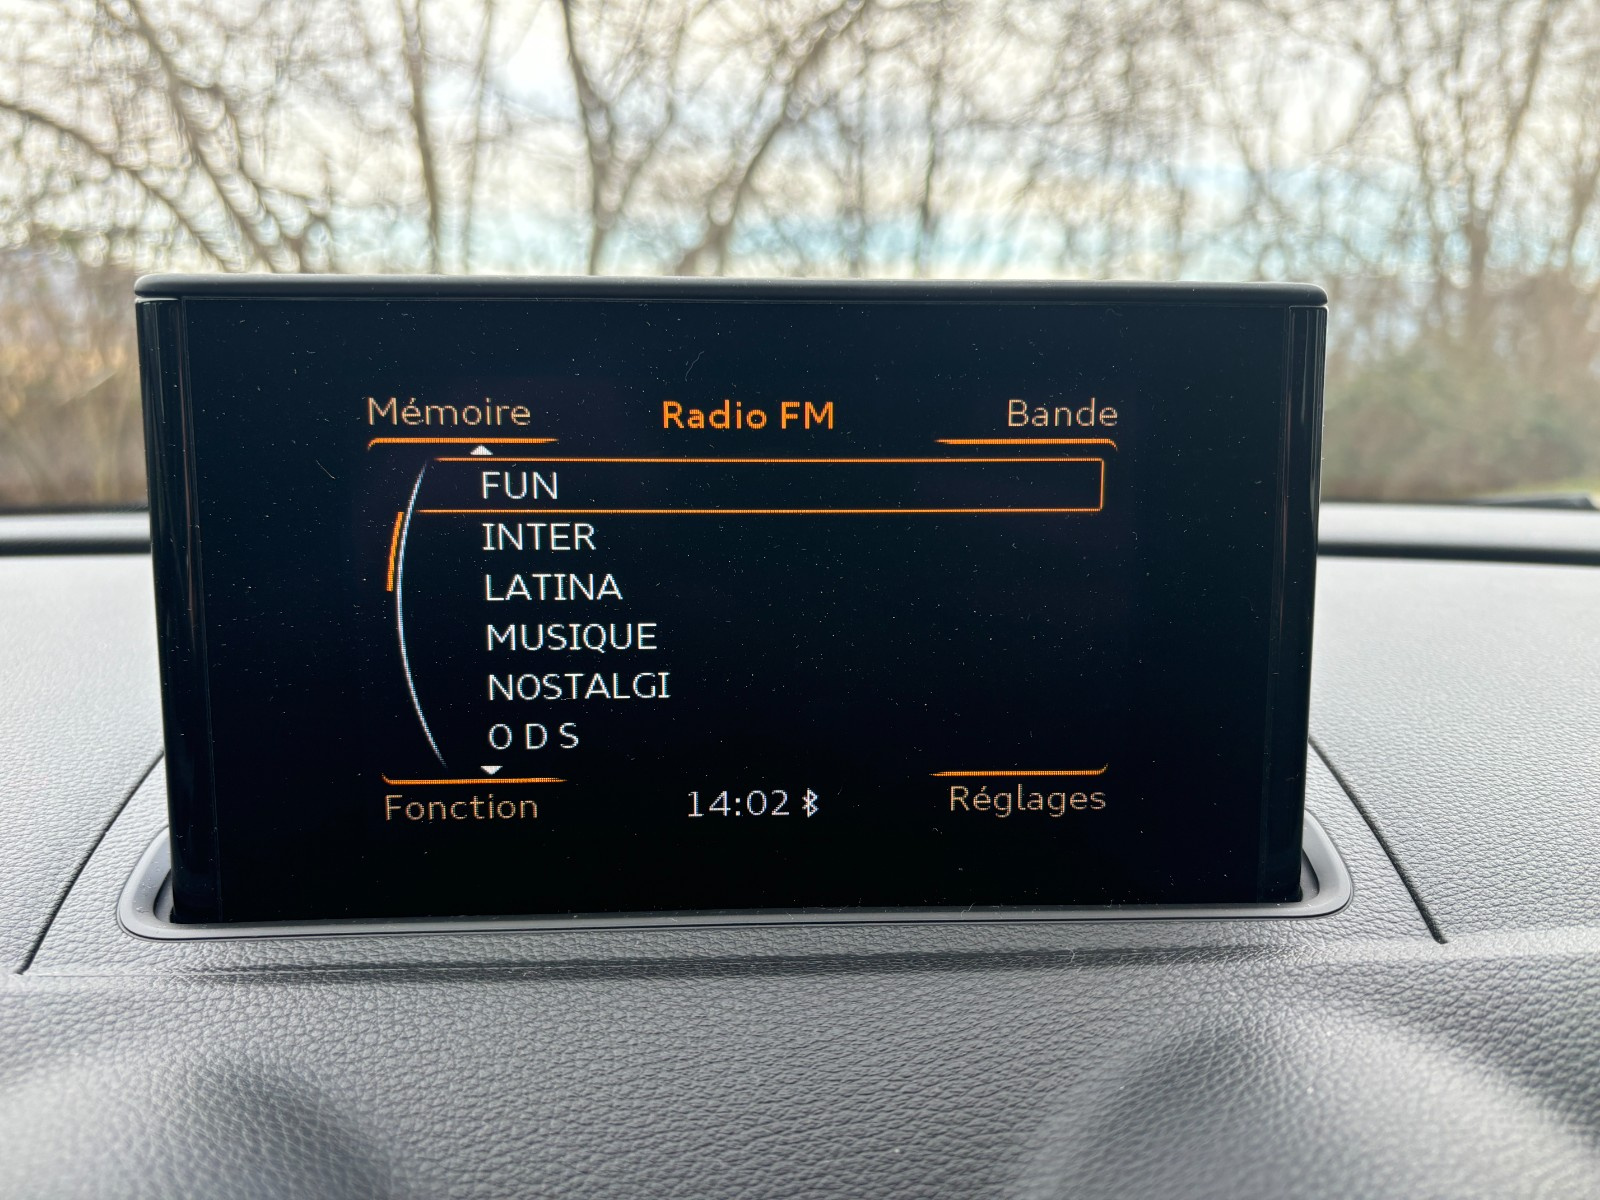 Mémoire Radio FM Bande
FUN
INTER
LATINA
MUSIQUE
NOSTALGI
O D S
Fonction 14:02 Réglages